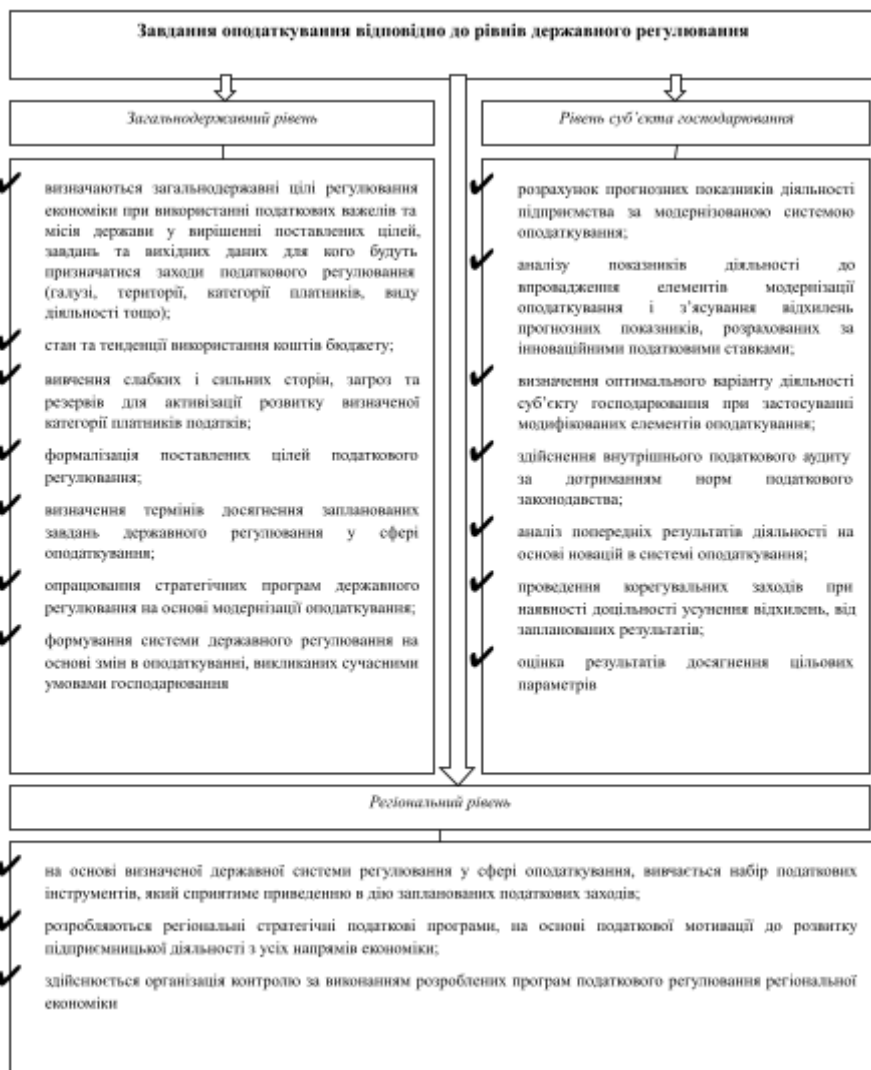 Завдання оподаткування відповідно до рівнів державного регулювання
Загальнодержавний рівень
визначаються загальнодержавні цілі регулювання
економіки при використанні податкових важелів та
місія держави у вирішенні поставлених цілей,
завдань та вихідних даних для кого будуть
призначатися заходи податкового регулювання
(галузі, території, категорії платників, виду
діяльності тощо);
стан та тенденції використання коштів бюджету;
вивчення слабких і сильних сторін, загроз та
резервів для активізації розвитку визначеної
категорії платників податків;
формалізація поставлених цілей податкового
регулювання;
визначення термінів досягнення запланованих
завдань державного регулювання у сфері
оподаткування;
опрацювання стратегічних програм державного
регулювання на основі модернізації оподаткування;
формування системи державного регулювання на
основі змін в оподаткуванні, викликаних сучасними
умовами господарювання
Рівень суб’єкта господарювання
розрахунок прогнозних показників діяльності
підприємства за модернізованою системою
оподаткування;
аналізу показників діяльності до
впровадження елементів модернізації
оподаткування і з’ясування відхилень
прогнозних показників, розрахованих за
інноваційними податковими ставками;
визначення оптимального варіанту діяльності
суб’єкту господарювання при застосуванні
модифікованих елементів оподаткування;
здійснення внутрішнього податкового аудиту
за дотриманням норм податкового
законодавства;
аналіз попередніх результатів діяльності на
основі новацій в системі оподаткування;
проведення корегувальних заходів при
наявності доцільності усунення відхилень, від
запланованих результатів;
оцінка результатів досягнення цільових
параметрів
Регіональний рівень
на основі визначеної державної системи регулювання у сфері оподаткування, вивчається набір податкових
інструментів, який сприятиме приведенню в дію запланованих податкових заходів;
розробляються регіональні стратегічні податкові програми, на основі податкової мотивації до розвитку
підприємницької діяльності з усіх напрямів економіки;
здійснюється організація контролю за виконанням розроблених програм податкового регулювання регіональної
економіки